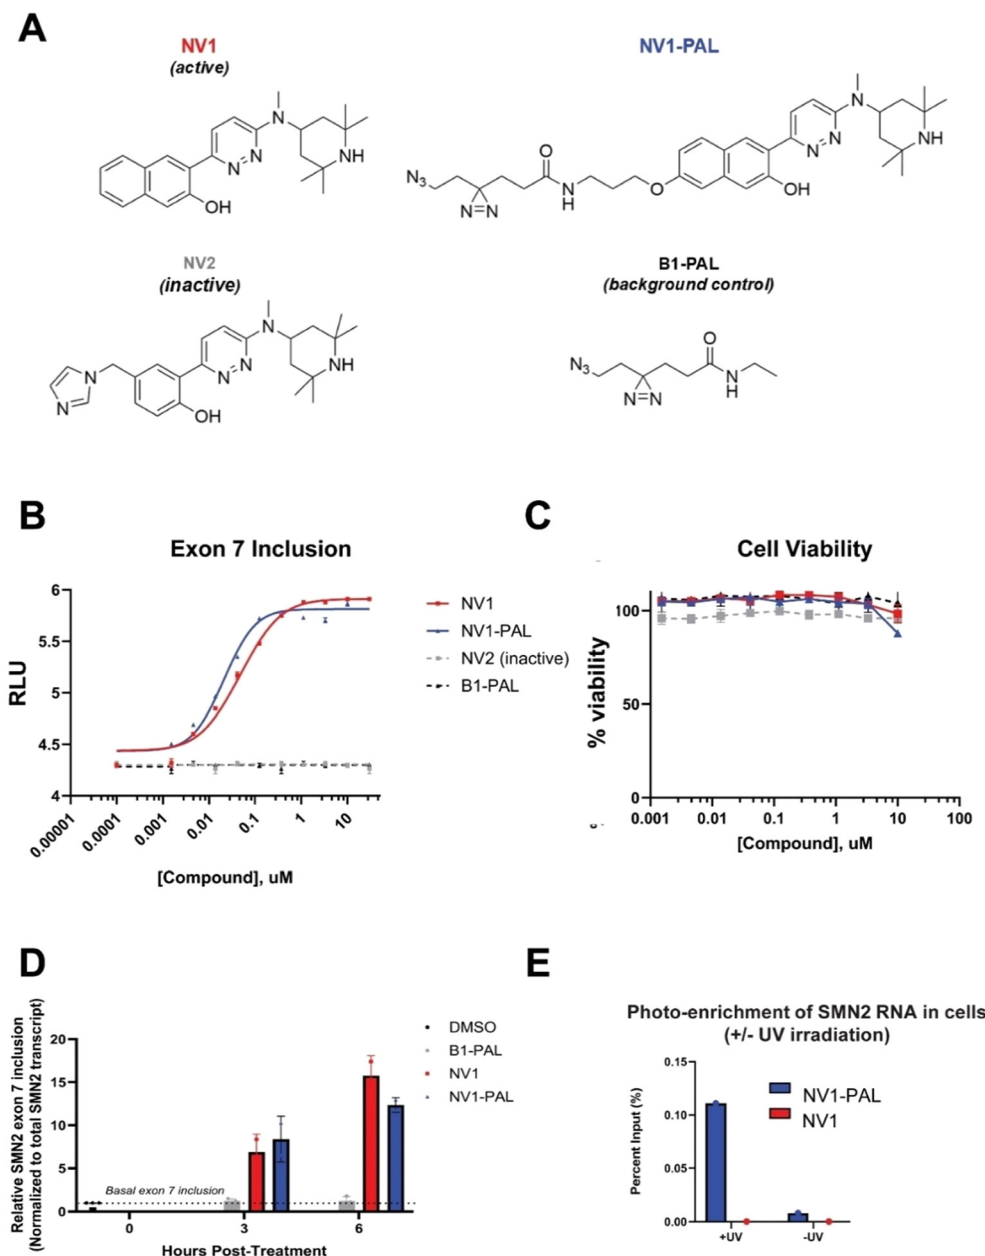 A
NV1
(active)
NV1-PAL
N
N
N
NH
OH
N3
N=N
O
N
H
O
N
N
N
NH
OH
NV2
(inactive)
B1-PAL
(background control)
N
N
N
N
N
NH
OH
N3
N=N
O
N
H
B
Exon 7 Inclusion
RLU
6
5.5
5
4.5
4
0.00001
0.0001
0.001
0.01
0.1
1
10
[Compound], uM
NV1
NV1-PAL
NV2 (inactive)
B1-PAL
C
Cell Viability
% viability
100
50
0
0.001
0.01
0.1
1
10
100
[Compound], uM
D
Relative SMN2 exon 7 inclusion
(Normalized to total SMN2 transcript)
20
15
10
5
0
Basal exon 7 inclusion
0
3
6
Hours Post-Treatment
DMSO
B1-PAL
NV1
NV1-PAL
E
Photo-enrichment of SMN2 RNA in cells
(+/- UV irradiation)
Percent Input (%)
0.15
0.10
0.05
0.00
+UV
-UV
NV1-PAL
NV1